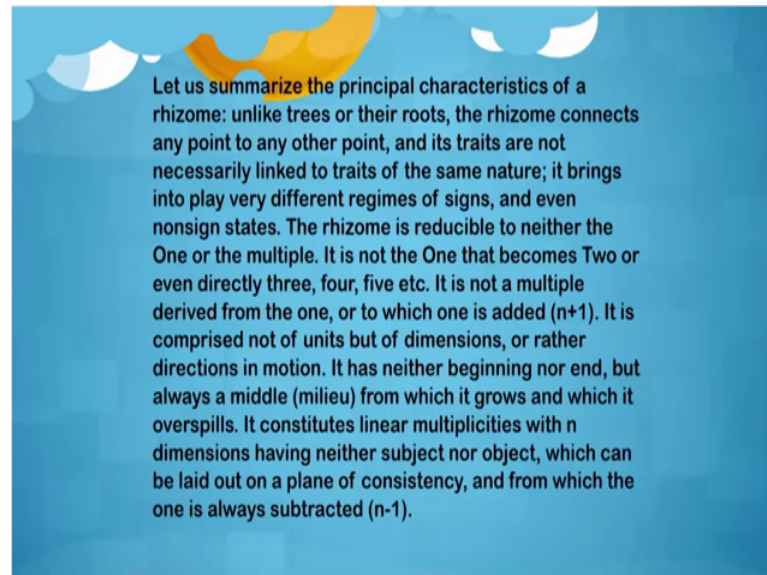 Let us summarize the principal characteristics of a
rhizome: unlike trees or their roots, the rhizome connects
any point to any other point, and its traits are not
necessarily linked to traits of the same nature; it brings
into play very different regimes of signs, and even
nonsign states. The rhizome is reducible to neither the
One or the multiple. It is not the One that becomes Two or
even directly three, four, five etc. It is not a multiple
derived from the one, or to which one is added (n+1). It is
comprised not of units but of dimensions, or rather
directions in motion. It has neither beginning nor end, but
always a middle (milieu) from which it grows and which it
overspills. It constitutes linear multiplicities with n
dimensions having neither subject nor object, which can
be laid out on a plane of consistency, and from which the
one is always subtracted (n-1).